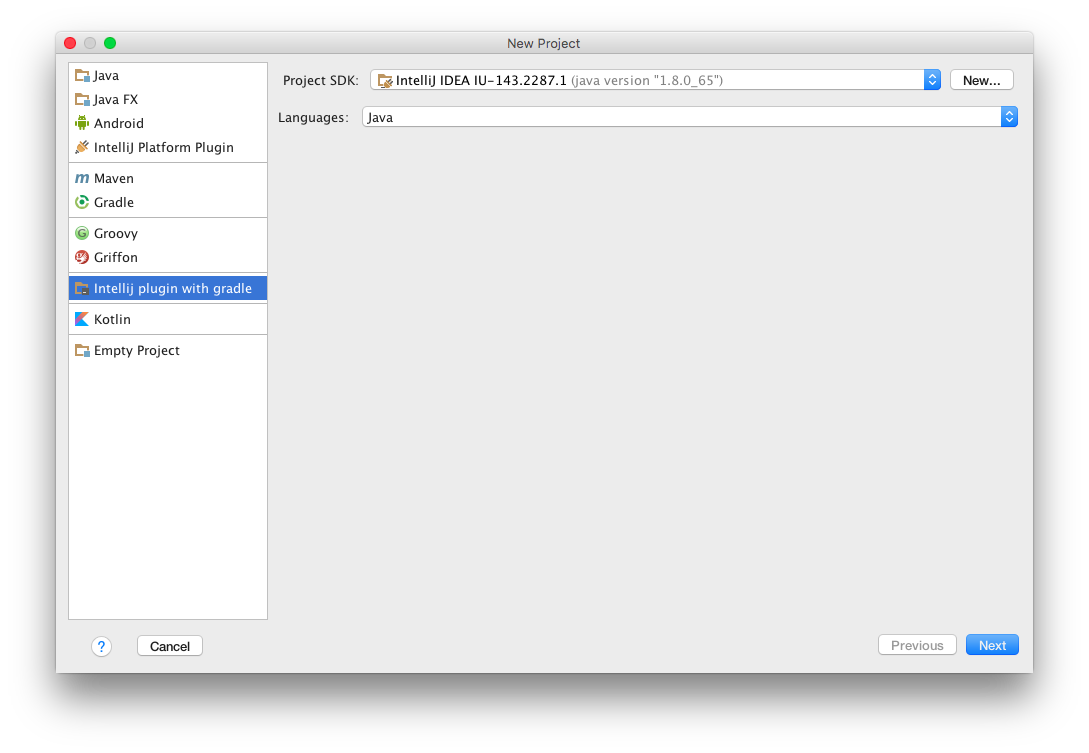 New Project
Java
Java FX
Android
IntelliJ Platform Plugin
Maven
Gradle
Groovy
Griffon
Intellij plugin with gradle
Kotlin
Empty Project
Project SDK: IntelliJ IDEA IU-143.2287.1 (java version "1.8.0_65") New...
Languages: Java
? Cancel Previous Next